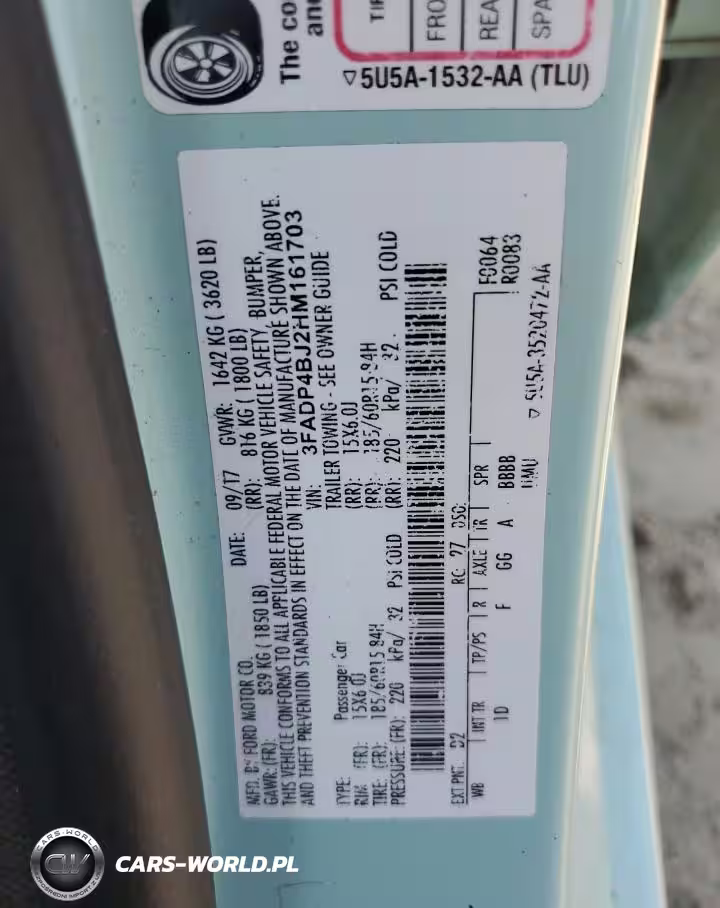 The co
and
TIR
FRO
REA
SPA
▽5U5A-1532-AA (TLU)
MFD. BY FORD MOTOR CO.
DATE: 09/17 GVWR: 1642 KG ( 3620 LB)
GAWR: (FR): 839 KG ( 1850 LB) (RR): 816 KG ( 1800 LB)
THIS VEHICLE CONFORMS TO ALL APPLICABLE FEDERAL MOTOR VEHICLE SAFETY, BUMPER,
AND THEFT PREVENTION STANDARDS IN EFFECT ON THE DATE OF MANUFACTURE SHOWN ABOVE.
VIN: 3FADP4BJ2HM161703
TYPE: Passenger Car TRAILER TOWING - SEE OWNER GUIDE
RIM (FR): 15X6.0J (RR): 15X6.0J
TIRE: (FR): 185/60R15 84H (RR): 185/60R15 84H
PRESSURE: (FR): 220 kPa/ 32 PSI COLD (RR): 220 kPa/ 32 PSI COLD
EXT PNT: D2 RC: 77 DSO: F0064
WB INT TR TP/PS R AXLE TR SPR R0083
1D F GG A BBBB
UMU
▽ 5U5A-3520472-AA
CARS-WORLD
CW
CARS-WORLD.PL